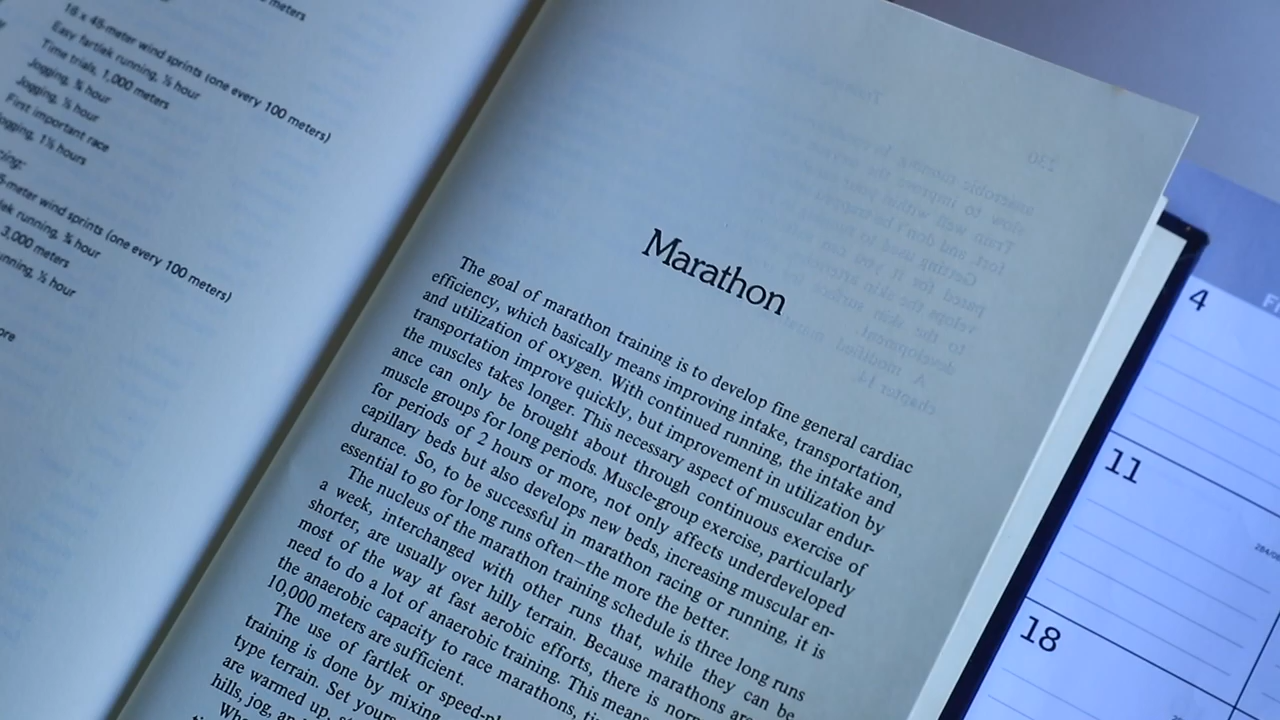 meters
16 x 45-meter wind sprints (one every 100 meters)
Easy fartlek running, ½ hour
Time trials, 1,000 meters
Jogging, ¾ hour
Jogging, ½ hour
First important race
Jogging, 1½ hours
-meter wind sprints (one every 100 meters)
running, ¾ hour
3,000 meters
½ hour
Marathon
The goal of marathon training is to develop fine general cardiac
efficiency, which basically means improving intake, transportation,
and utilization of oxygen. With continued running, the intake and
transportation improve quickly, but improvement in utilization by
the muscles takes longer. This necessary aspect of muscular endur-
ance can only be brought about through continuous exercise of
muscle groups for long periods. Muscle-group exercise, particularly
for periods of 2 hours or more, not only affects underdeveloped
capillary beds but also develops new beds, increasing muscular en-
durance. So, to be successful in marathon racing or running, it is
essential to go for long runs often—the more the better.
The nucleus of the marathon training schedule is three long runs
a week, interchanged with other runs that, while they can be
shorter, are usually over hilly terrain. Because marathons are
most of the way at fast aerobic efforts, there is
need to do a lot of anaerobic training. This means
the anaerobic capacity to race marathons,
10,000 meters are sufficient.
The use of fartlek or
training is done by mixing
type terrain. Set
are warmed up,
hills, jog,
4
11
18